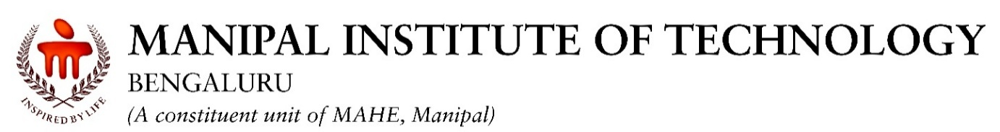 MANIPAL INSTITUTE OF TECHNOLOGY
BENGALURU
(A constituent unit of MAHE, Manipal)
INSPIRED BY LIFE